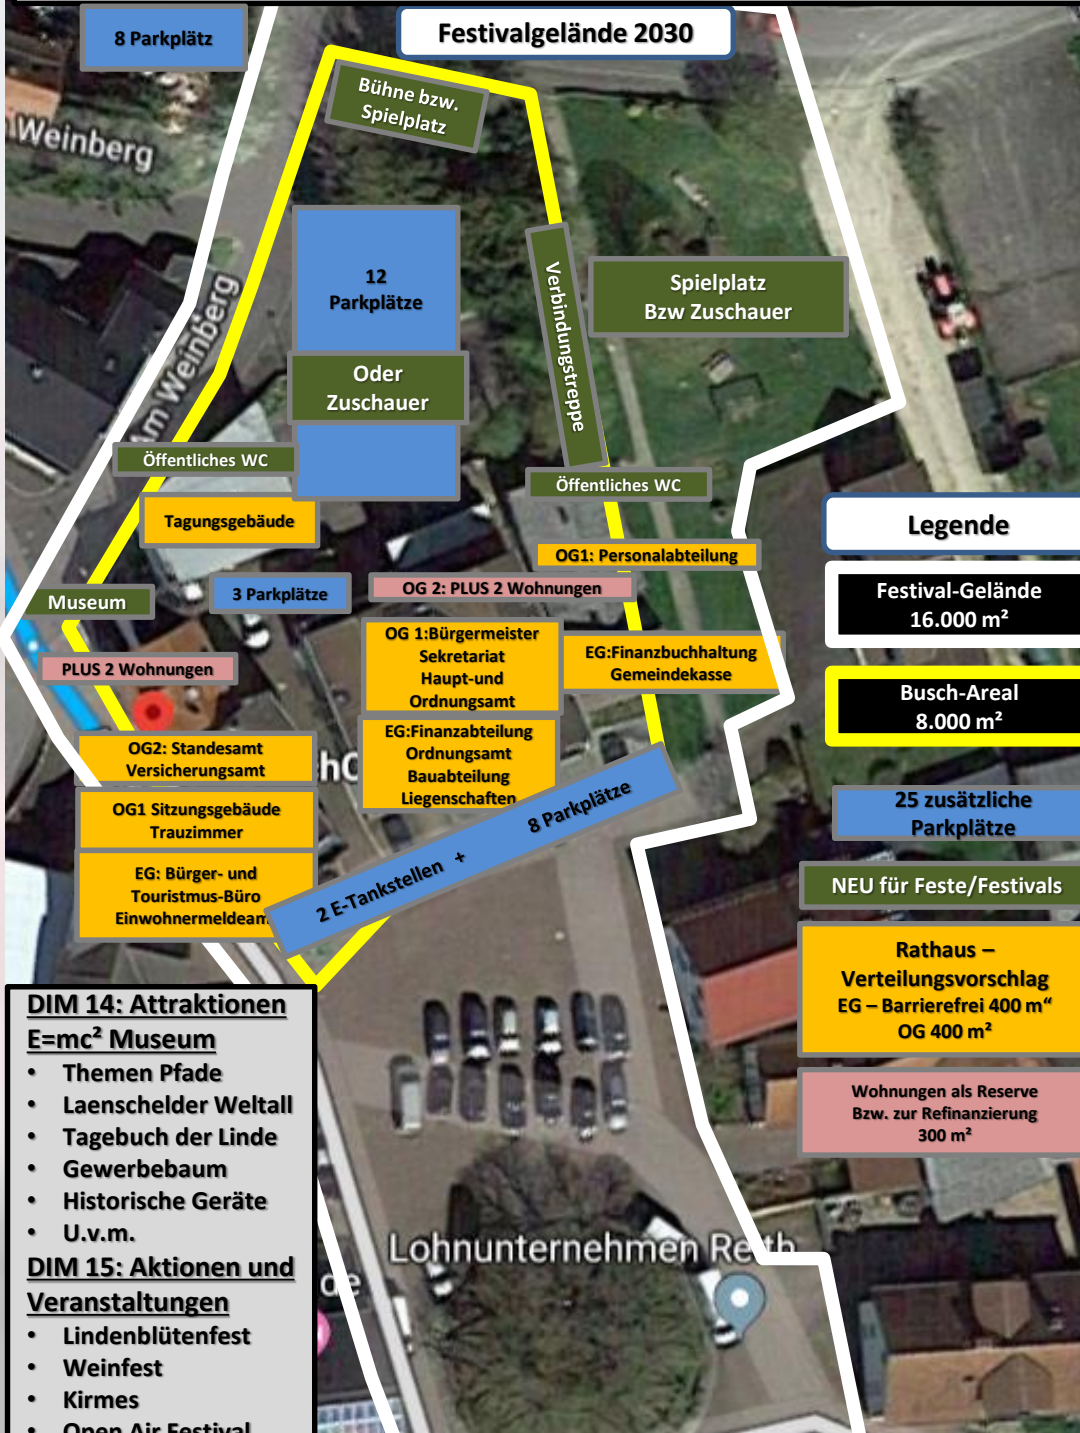 8 Parkplätz
Festivalgelände 2030
Bühne bzw.
Spielplatz
Weinberg
12
Parkplätze
Verbindungstreppe
Spielplatz
Bzw Zuschauer
Am Weinberg
Oder
Zuschauer
Öffentliches WC
Öffentliches WC
Tagungsgebäude
Legende
OG1: Personalabteilung
Museum
3 Parkplätze
OG 2: PLUS 2 Wohnungen
Festival-Gelände
16.000 m²
OG 1:Bürgermeister
Sekretariat
Haupt-und
Ordnungsamt
EG:Finanzbuchhaltung
Gemeindekasse
PLUS 2 Wohnungen
Busch-Areal
8.000 m²
OG2: Standesamt
Versicherungsamt
hC
EG:Finanzabteilung
Ordnungsamt
Bauabteilung
Liegenschaften
OG1 Sitzungsgebäude
Trauzimmer
2 E-Tankstellen + 8 Parkplätze
25 zusätzliche
Parkplätze
EG: Bürger- und
Touristmus-Büro
Einwohnermeldeam
NEU für Feste/Festivals
Rathaus –
Verteilungsvorschlag
EG – Barrierefrei 400 m“
OG 400 m²
Wohnungen als Reserve
Bzw. zur Refinanzierung
300 m²
DIM 14: Attraktionen
E=mc² Museum
• Themen Pfade
• Laenschelder Weltall
• Tagebuch der Linde
• Gewerbebaum
• Historische Geräte
• U.v.m.
DIM 15: Aktionen und
Veranstaltungen
• Lindenblütenfest
• Weinfest
• Kirmes
• Open Air Festival
Lohnunternehmen Reith
de